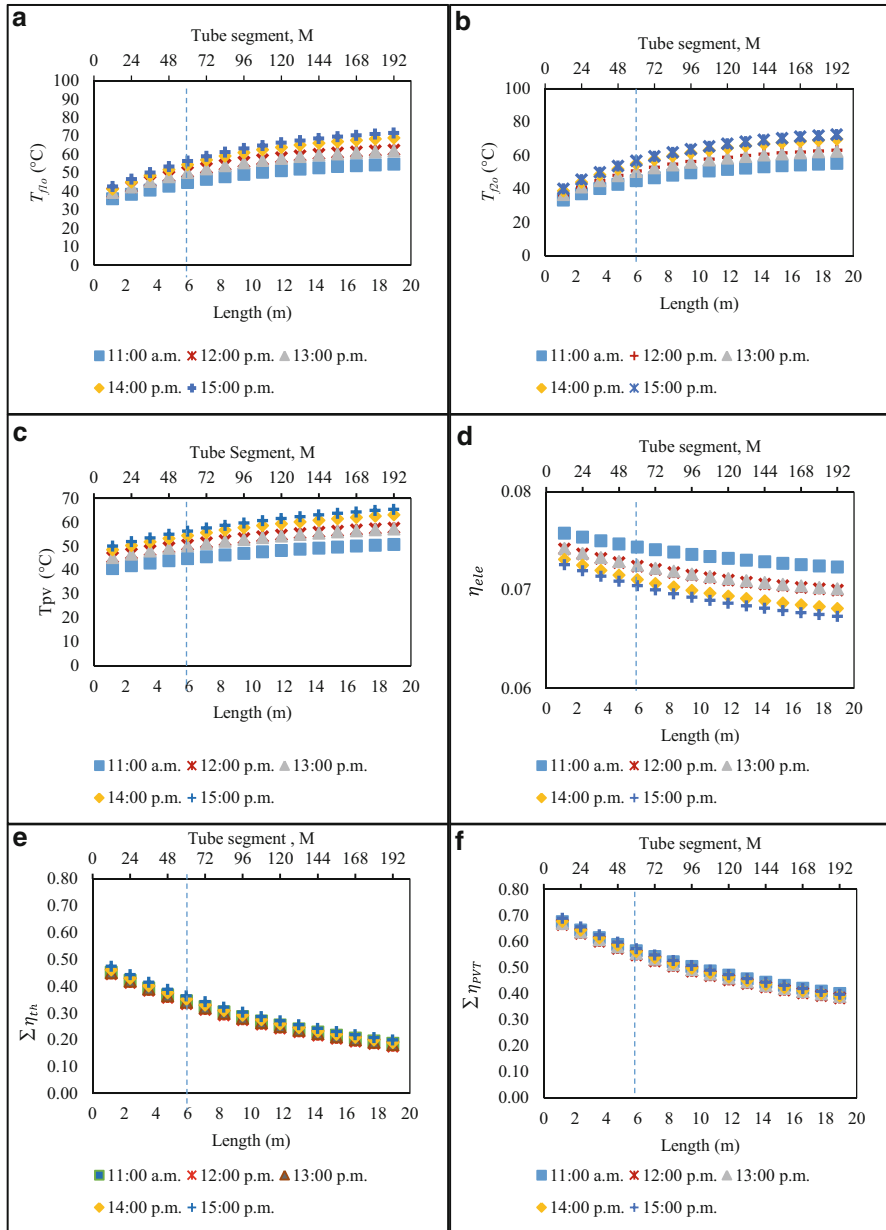 a
Tube segment, M
0 24 48 72 96 120 144 168 192
100
90
80
70
60
50
40
30
20
10
0
T_f1o (°C)
0 2 4 6 8 10 12 14 16 18 20
Length (m)
11:00 a.m. 12:00 p.m. 13:00 p.m.
14:00 p.m. 15:00 p.m.
b
Tube segment, M
0 24 48 72 96 120 144 168 192
100
80
60
40
20
0
T_f2o (°C)
0 2 4 6 8 10 12 14 16 18 20
Length (m)
11:00 a.m. 12:00 p.m. 13:00 p.m.
14:00 p.m. 15:00 p.m.
c
Tube Segment, M
0 24 48 72 96 120 144 168 192
70
60
50
40
30
20
10
0
Tpv (°C)
0 2 4 6 8 10 12 14 16 18 20
Length (m)
11:00 a.m. 12:00 p.m. 13:00 p.m.
14:00 p.m. 15:00 p.m.
d
Tube segment, M
0 24 48 72 96 120 144 168 192
0.08
0.07
0.06
η_ele
0 2 4 6 8 10 12 14 16 18 20
Length (m)
11:00 a.m. 12:00 p.m. 13:00 p.m.
14:00 p.m. 15:00 p.m.
e
Tube segment , M
0 24 48 72 96 120 144 168 192
0.80
0.70
0.60
0.50
0.40
0.30
0.20
0.10
0.00
∑ η_th
0 2 4 6 8 10 12 14 16 18 20
Length (m)
11:00 a.m. 12:00 p.m. 13:00 p.m.
14:00 p.m. 15:00 p.m.
f
Tube segment, M
0 24 48 72 96 120 144 168 192
0.80
0.70
0.60
0.50
0.40
0.30
0.20
0.10
0.00
∑ η_PVT
0 2 4 6 8 10 12 14 16 18 20
Length (m)
11:00 a.m. 12:00 p.m. 13:00 p.m.
14:00 p.m. 15:00 p.m.